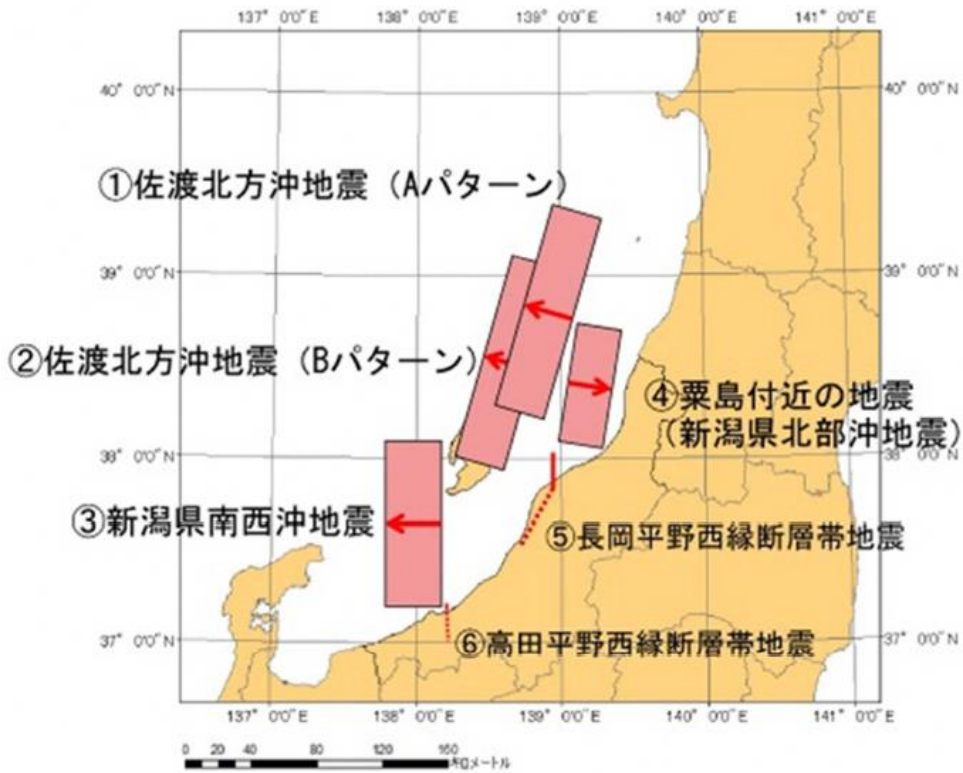 137° 0′0″E 138° 0′0″E 139° 0′0″E 140° 0′0″E 141° 0′0″E
40° 0′0″N 40° 0′0″N
①佐渡北方沖地震（Aパターン）
39° 0′0″N 39° 0′0″N
②佐渡北方沖地震（Bパターン）
④粟島付近の地震
（新潟県北部沖地震）
38° 0′0″N 38° 0′0″N
③新潟県南西沖地震
⑤長岡平野西縁断層帯地震
37° 0′0″N 37° 0′0″N
⑥高田平野西縁断層帯地震
137° 0′0″E 138° 0′0″E 139° 0′0″E 140° 0′0″E 141° 0′0″E
0 20 40 80 120 160
キロメートル